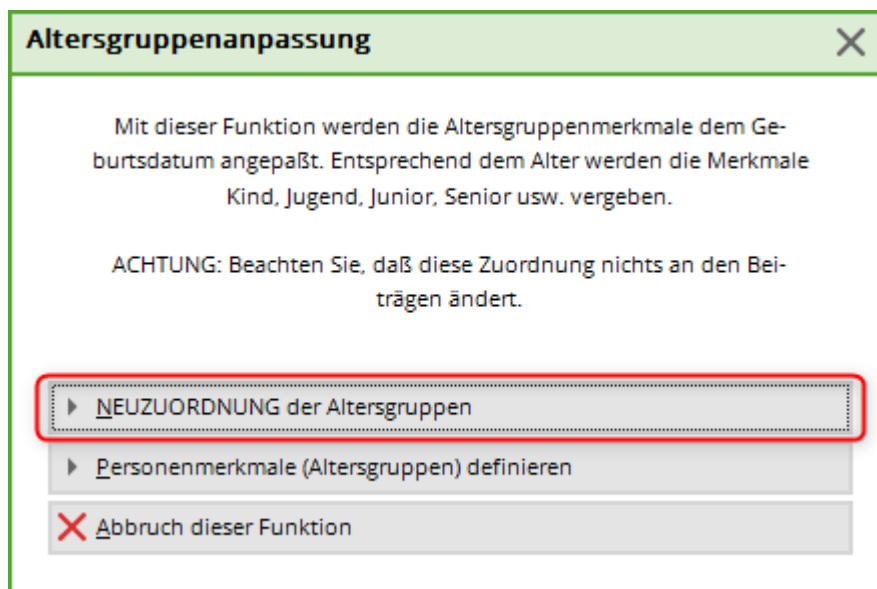 Altersgruppenanpassung
Mit dieser Funktion werden die Altersgruppenmerkmale dem Ge-
burtsdatum angepaßt. Entsprechend dem Alter werden die Merkmale
Kind, Jugend, Junior, Senior usw. vergeben.
ACHTUNG: Beachten Sie, daß diese Zuordnung nichts an den Bei-
trägen ändert.
NEUZUORDNUNG der Altersgruppen
Personenmerkmale (Altersgruppen) definieren
Abbruch dieser Funktion